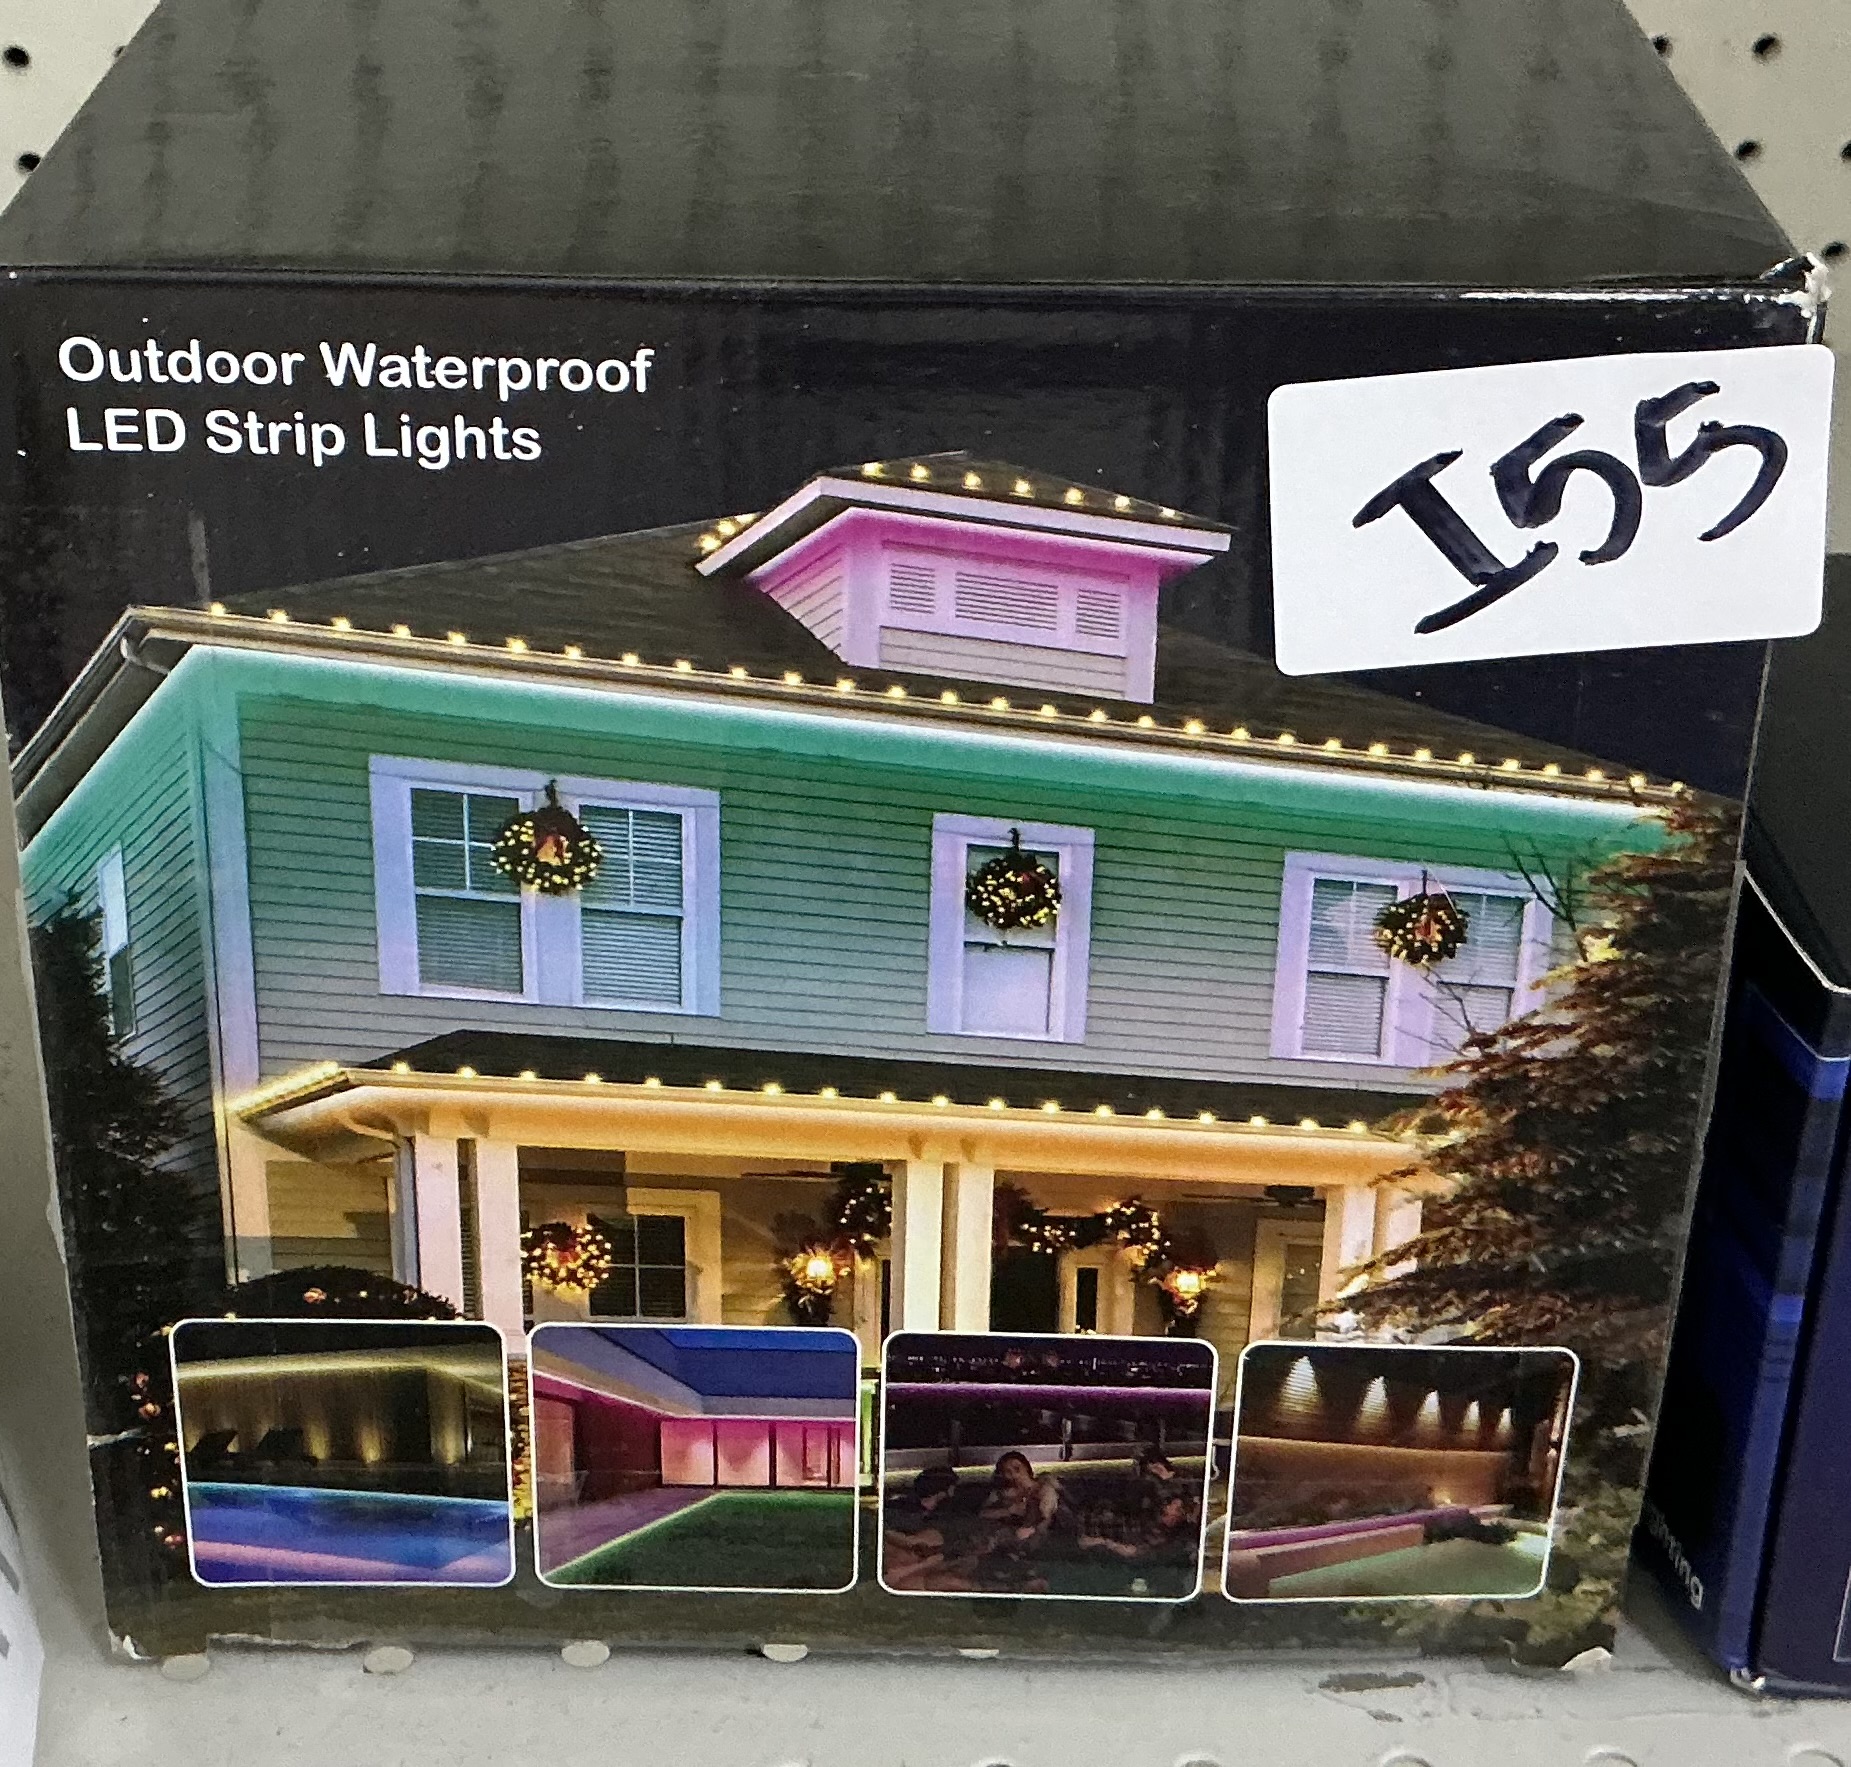 Outdoor Waterproof
LED Strip Lights
I55